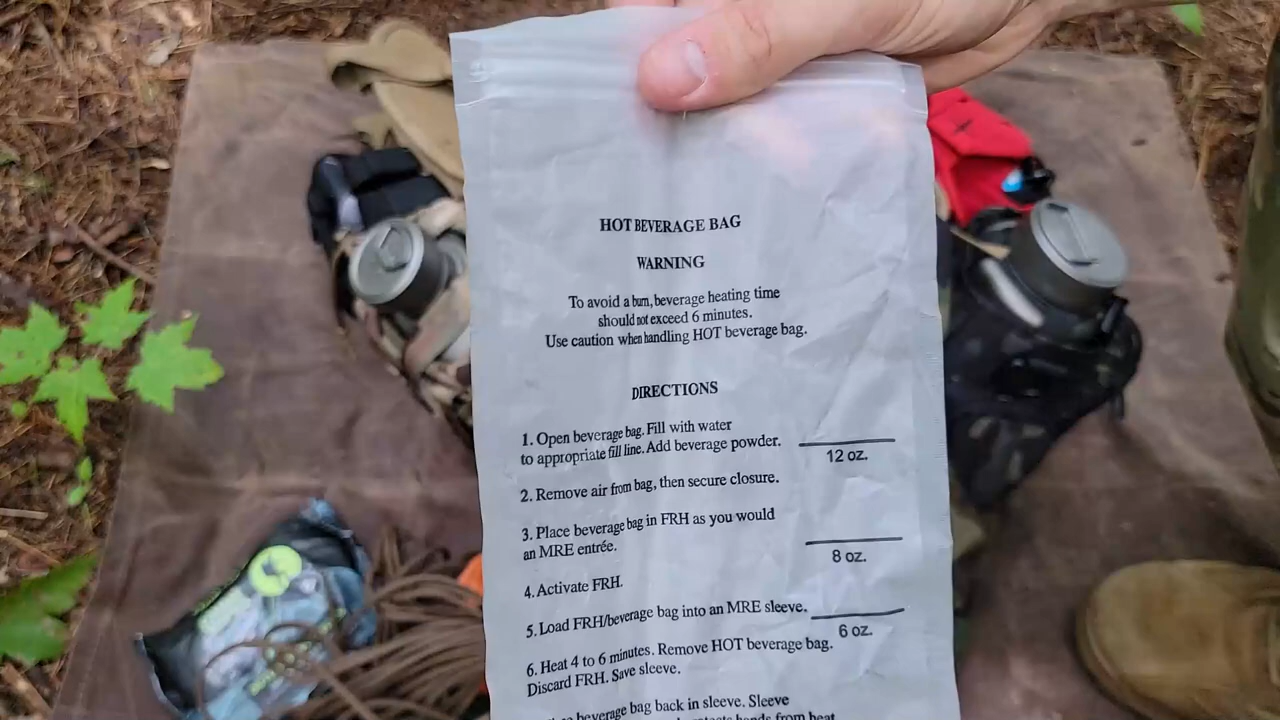 HOT BEVERAGE BAG
WARNING
To avoid a burn, beverage heating time
should not exceed 6 minutes.
Use caution when handling HOT beverage bag.
DIRECTIONS
1. Open beverage bag. Fill with water
to appropriate fill line. Add beverage powder.
12 oz.
2. Remove air from bag, then secure closure.
3. Place beverage bag in FRH as you would
an MRE entrée.
8 oz.
4. Activate FRH.
5. Load FRH/beverage bag into an MRE sleeve.
6 oz.
6. Heat 4 to 6 minutes. Remove HOT beverage bag.
Discard FRH. Save sleeve.
beverage bag back in sleeve. Sleeve
hands from heat